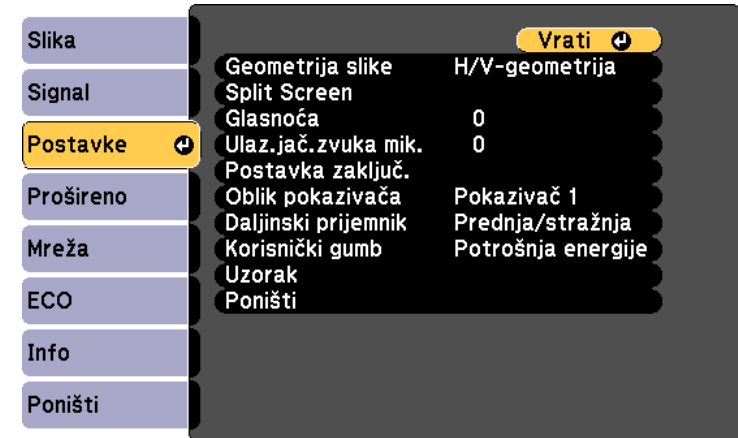 Slika
Signal
Postavke
Prošireno
Mreža
ECO
Info
Poništi
Vrati
Geometrija slike H/V-geometrija
Split Screen
Glasnoća 0
Ulaz.jač.zvuka mik. 0
Postavka zaključ.
Oblik pokazivača Pokazivač 1
Daljinski prijemnik Prednja/stražnja
Korisnički gumb Potrošnja energije
Uzorak
Poništi